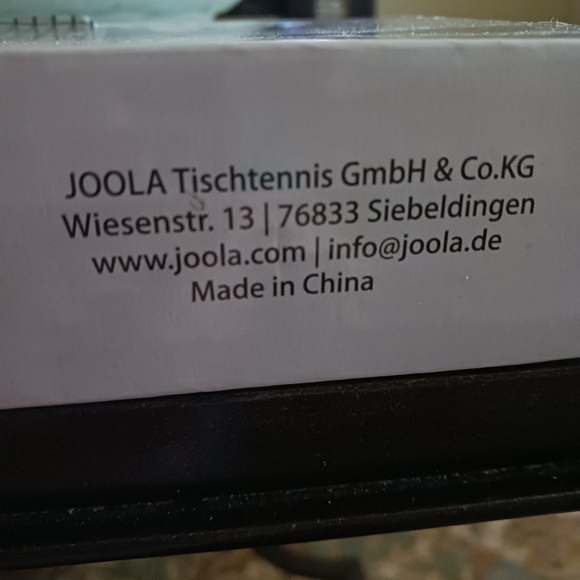 JOOLA Tischtennis GmbH & Co.KG
Wiesenstr. 13 | 76833 Siebeldingen
www.joola.com | info@joola.de
Made in China